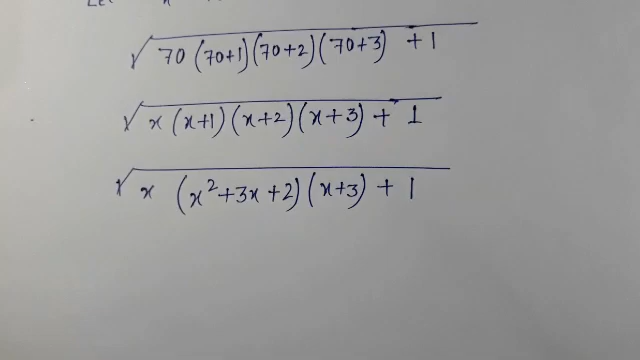 √70(70+1)(70+2)(70+3) + 1
√x(x+1)(x+2)(x+3) + 1
√x (x²+3x+2)(x+3) + 1